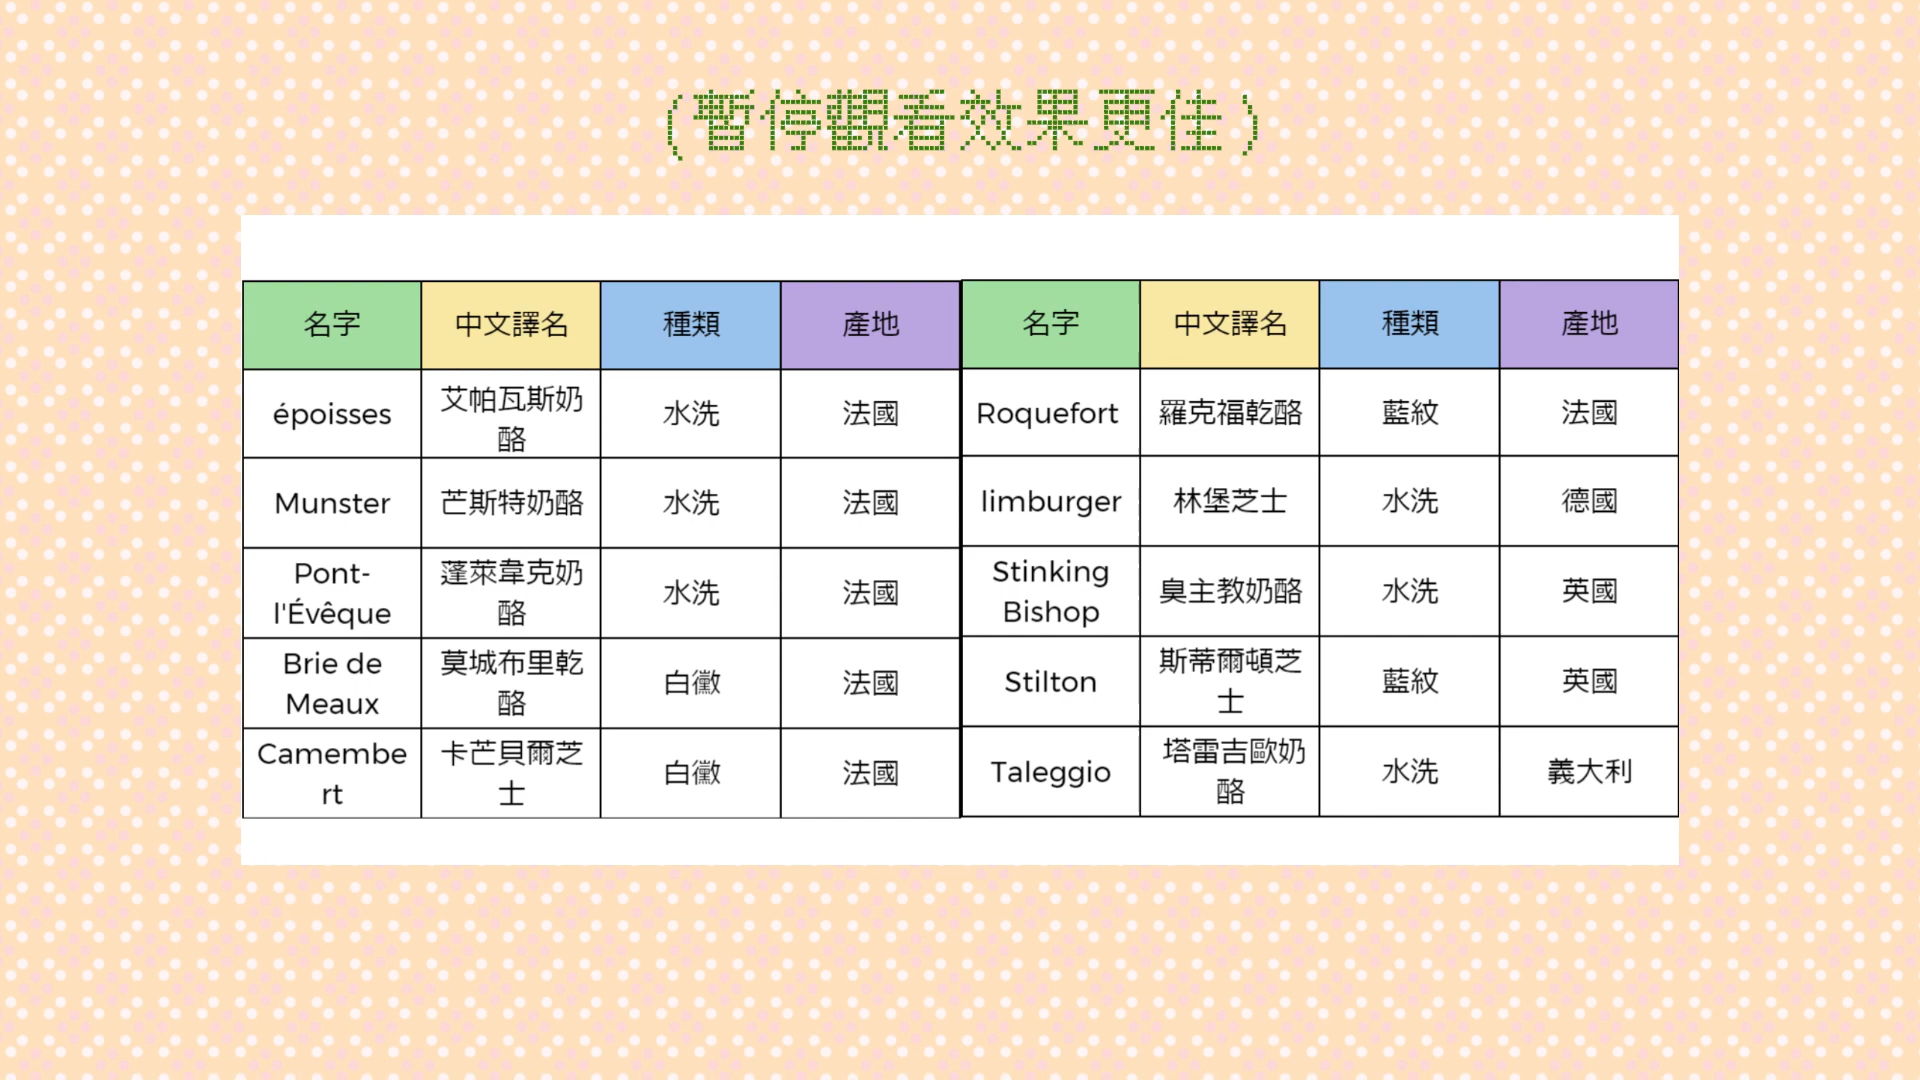 (暫停觀看效果更佳)
名字 中文譯名 種類 產地 名字 中文譯名 種類 產地
époisses 艾帕瓦斯奶酪 水洗 法國 Roquefort 羅克福乾酪 藍紋 法國
Munster 芒斯特奶酪 水洗 法國 limburger 林堡芝士 水洗 德國
Pont-l'Évêque 蓬萊韋克奶酪 水洗 法國 Stinking Bishop 臭主教奶酪 水洗 英國
Brie de Meaux 莫城布里乾酪 白黴 法國 Stilton 斯蒂爾頓芝士 藍紋 英國
Camembert 卡芒貝爾芝士 白黴 法國 Taleggio 塔雷吉歐奶酪 水洗 義大利